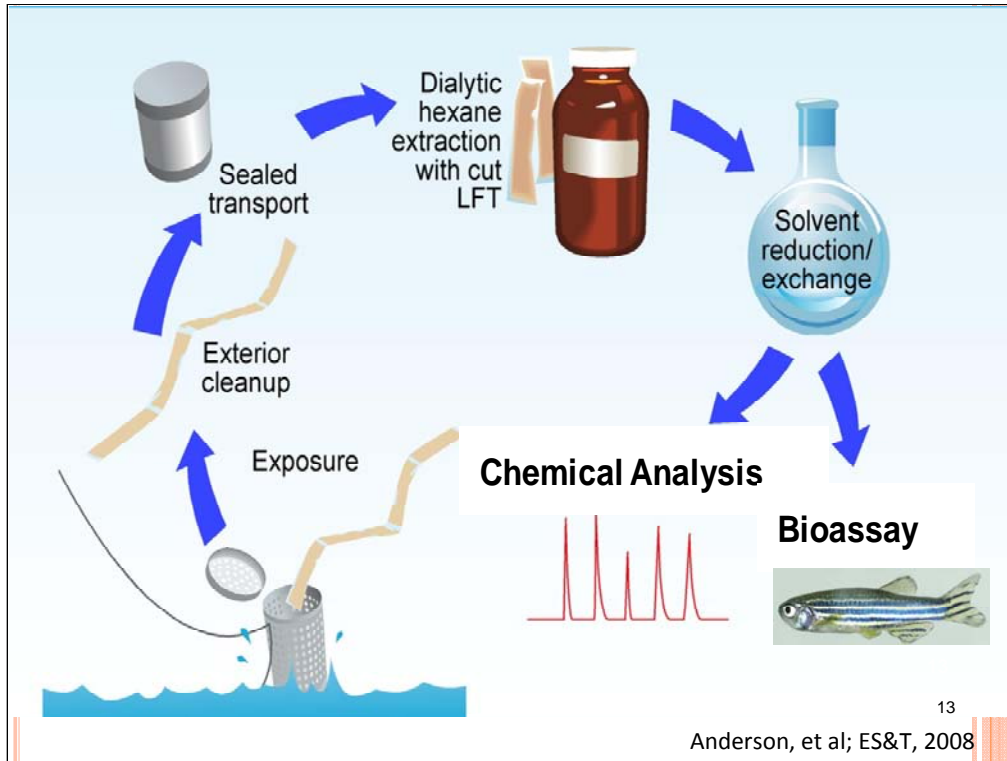 Sealed
transport
Dialytic
hexane
extraction
with cut
LFT
Solvent
reduction/
exchange
Exterior
cleanup
Exposure
Chemical Analysis
Bioassay
13
Anderson, et al; ES&T, 2008